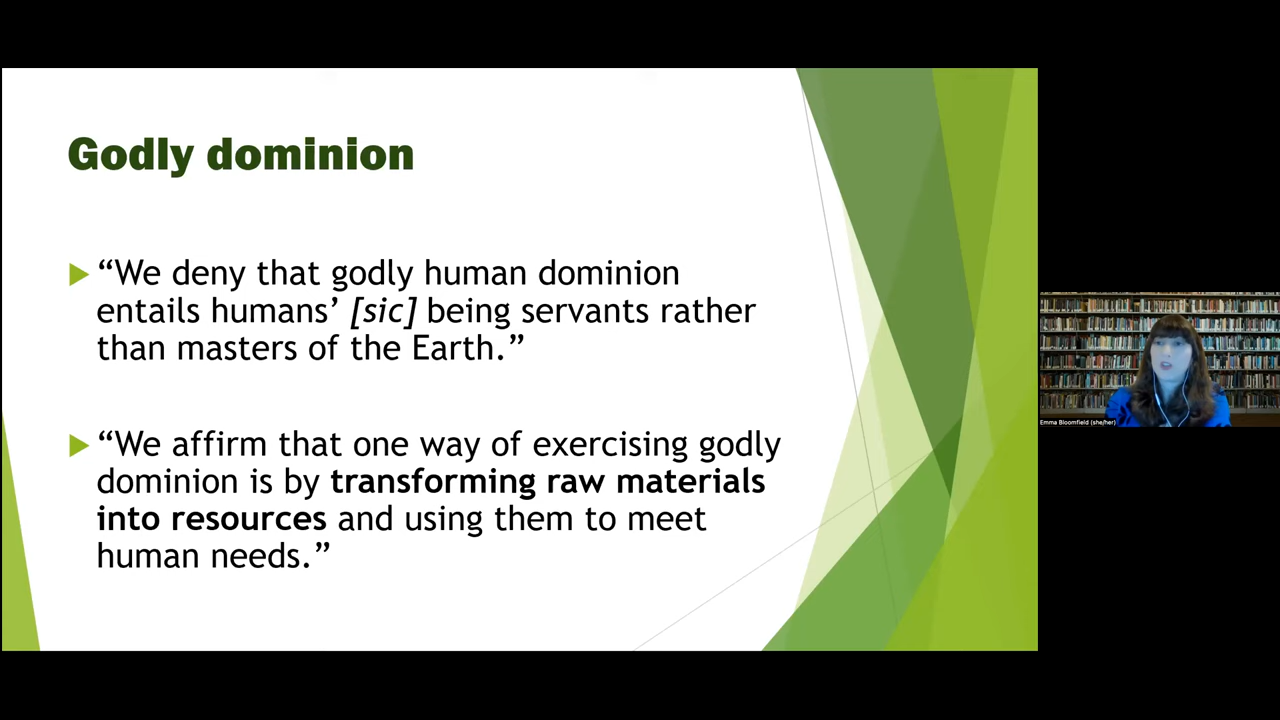 Godly dominion
“We deny that godly human dominion
entails humans’ [sic] being servants rather
than masters of the Earth.”
“We affirm that one way of exercising godly
dominion is by transforming raw materials
into resources and using them to meet
human needs.”
Emma Bloomfield (she/her)